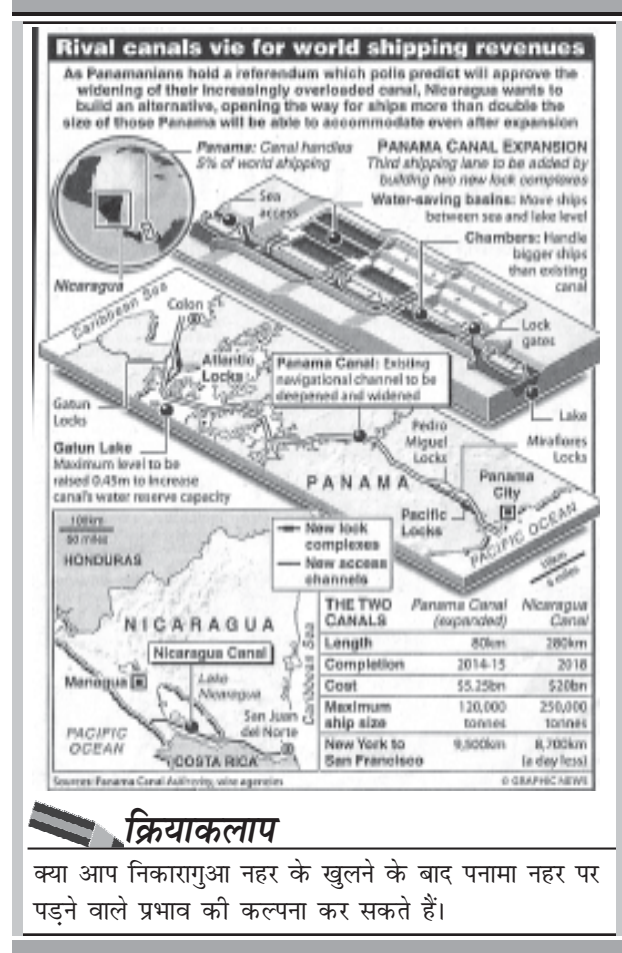 Rival canals vie for world shipping revenues
As Panamanians hold a referendum which polls predict will approve the
widening of their increasingly overloaded canal, Nicaragua wants to
build an alternative, opening the way for ships more than double the
size of those Panama will be able to accommodate even after expansion
Panama: Canal handles
5% of world shipping
PANAMA CANAL EXPANSION
Third shipping lane to be added by
building two new lock complexes
Water-saving basins: Move ships
between sea and lake level
Chambers: Handle
bigger ships
than existing
canal
Sea
access
Lock
gates
Lake
Nicaragua
Caribbean Sea
Colon
Atlantic
Locks
Panama Canal: Existing
navigational channel to be
deepened and widened
Gatun
Locks
Gatun Lake
Maximum level to be
raised 0.45m to increase
canal's water reserve capacity
Pedro
Miguel
Locks
Miraflores
Locks
PANAMA
Panama
City
Pacific
Locks
PACIFIC OCEAN
10km
6 miles
100km
60 miles
HONDURAS
New lock
complexes
New access
channels
NICARAGUA
Nicaragua Canal
Managua
Lake
Nicaragua
Caribbean Sea
San Juan
del Norte
PACIFIC
OCEAN
COSTA RICA
THE TWO CANALS Panama Canal (expanded) Nicaragua Canal
Length 80km 280km
Completion 2014-15 2018
Cost $5.25bn $20bn
Maximum ship size 120,000 tonnes 250,000 tonnes
New York to San Francisco 9,500km 8,700km (a day less)
Sources: Panama Canal Authority, wire agencies
© GRAPHIC NEWS
क्रियाकलाप
क्या आप निकारागुआ नहर के खुलने के बाद पनामा नहर पर
पड़ने वाले प्रभाव की कल्पना कर सकते हैं।